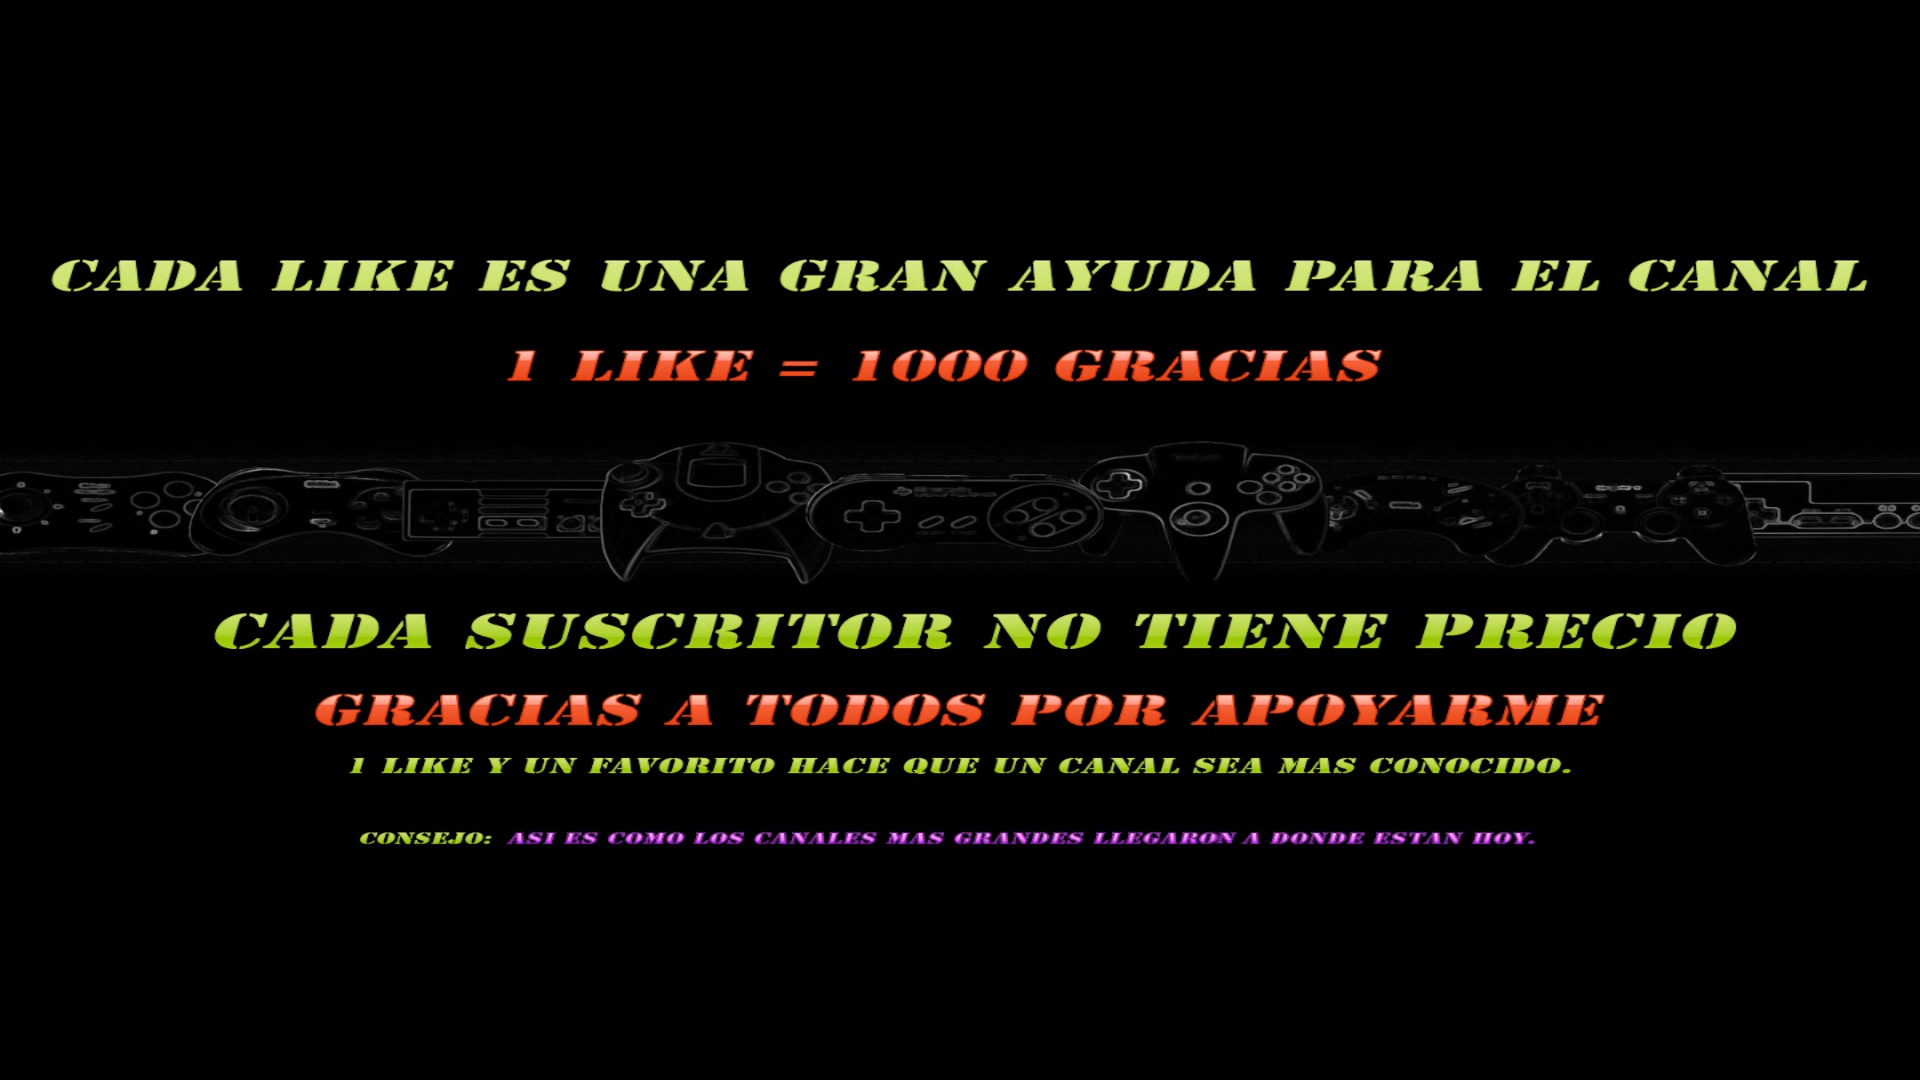 CADA LIKE ES UNA GRAN AYUDA PARA EL CANAL
1 LIKE = 1000 GRACIAS
CADA SUSCRITOR NO TIENE PRECIO
GRACIAS A TODOS POR APOYARME
1 LIKE Y UN FAVORITO HACE QUE UN CANAL SEA MAS CONOCIDO.
CONSEJO: ASI ES COMO LOS CANALES MAS GRANDES LLEGARON A DONDE ESTAN HOY.